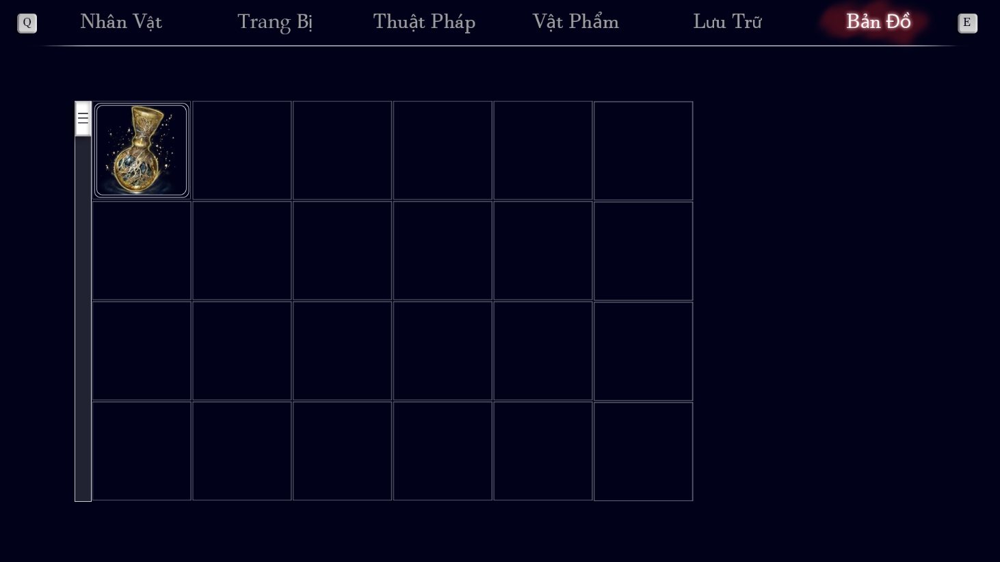 Q
Nhân Vật
Trang Bị
Thuật Pháp
Vật Phẩm
Lưu Trữ
Bản Đồ
E